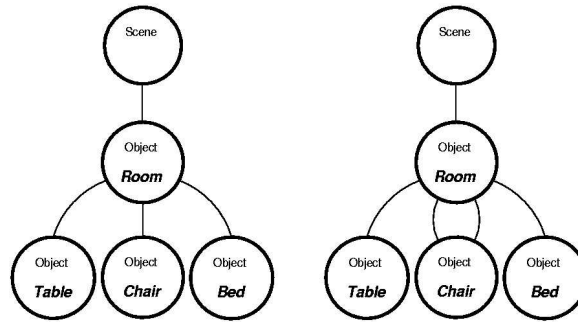 Scene
Object
Room
Object
Table
Object
Chair
Object
Bed
Scene
Object
Room
Object
Table
Object
Chair
Object
Bed